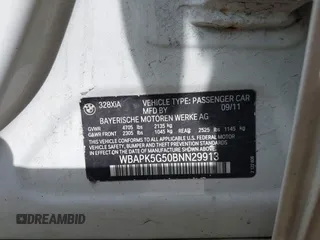 328XIA
VEHICLE TYPE: PASSENGER CAR
MFD. BY 09/11
BAYERISCHE MOTOREN WERKE AG
GVWR 4705 lbs 2135 KG
GAWR FRONT 2305 lbs 1045 KG REAR 2525 lbs 1145 KG
THIS VEHICLE CONFORMS TO ALL APPLICABLE
U.S. FEDERAL MOTOR VEHICLE SAFETY, BUMPER, AND
THEFT PREVENTION STANDARDS IN EFFECT ON
THE DATE OF MANUFACTURE SHOWN ABOVE.
WBAPK5G50BNN29913
DREAMBID